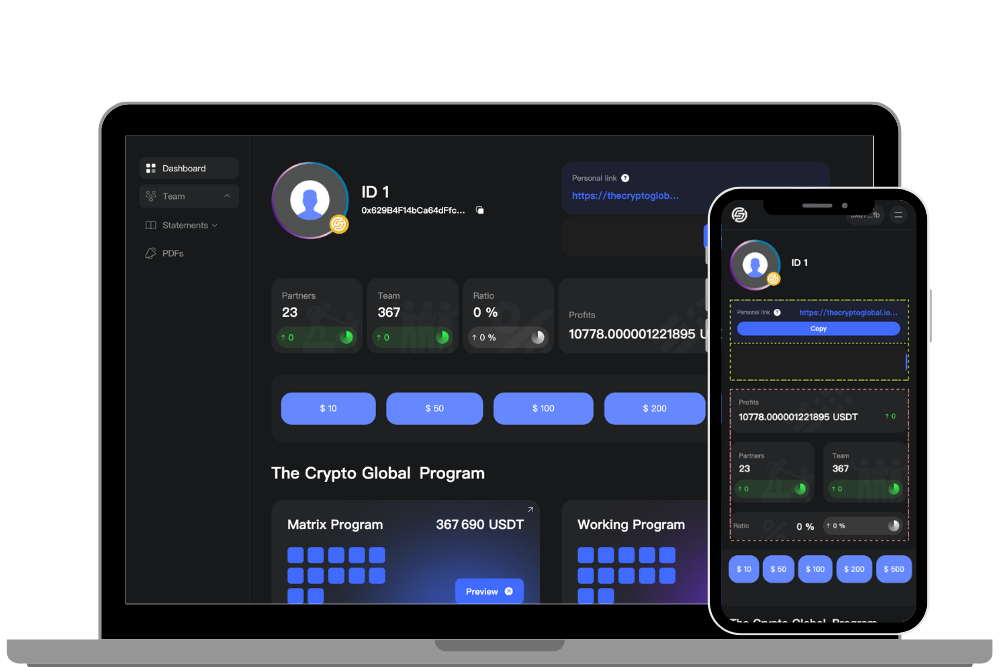 Dashboard
Team
Statements
PDFs
ID 1
0x629B4F14bCa64dFfc...
Personal link ?
https://thecryptoglob...
Partners
23
↑ 0
Team
367
↑ 0
Ratio
0 %
↑ 0 %
Profits
10778.000001221895 U
$ 10
$ 50
$ 100
$ 200
The Crypto Global Program
Matrix Program
367 690 USDT
Preview
Working Program
ID 1
Personal link ?
https://thecryptoglobal.io...
Copy
Profits
10778.000001221895 USDT
↑ 0
Partners
23
↑ 0
Team
367
↑ 0
Ratio
0 %
↑ 0 %
$ 10
$ 50
$ 100
$ 200
$ 500
The Crypto Global Program